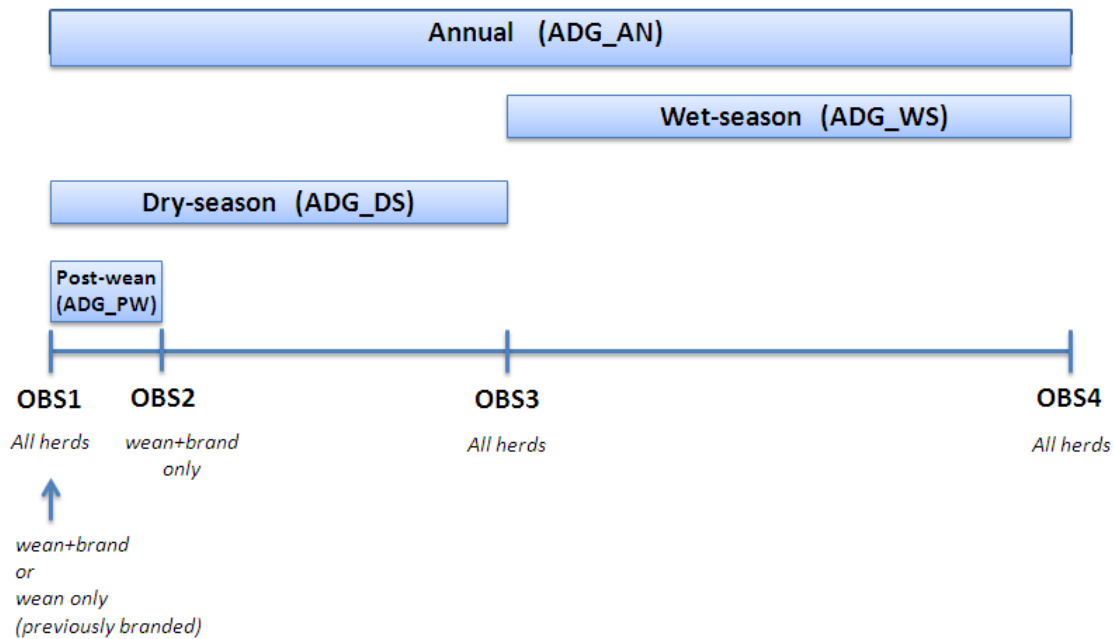 Annual (ADG_AN)
Wet-season (ADG_WS)
Dry-season (ADG_DS)
Post-wean
(ADG_PW)
OBS1
OBS2
OBS3
OBS4
All herds
wean+brand
only
All herds
All herds
wean+brand
or
wean only
(previously branded)